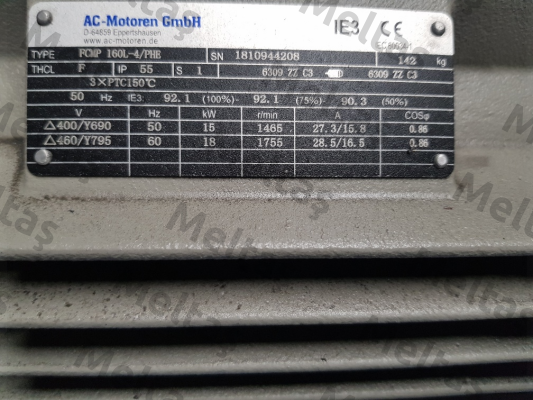 AC-Motoren GmbH
D-64859 Eppertshausen
www.ac-motoren.de
IE3 CE
TYPE FCMP 160L-4/PHE SN 1810944208 142 kg
THCL F IP 55 S 1 6309 ZZ C3 6309 ZZ C3
3×PTC150℃
50 Hz IE3: 92.1 (100%)- 92.1 (75%)- 90.3 (50%)
V Hz kW r/min A COSφ
△400/Y690 50 15 1465 27.3/15.8 0.86
△460/Y795 60 18 1755 28.5/16.5 0.86
Meltaş
Meltaş
Meltaş
Meltaş
Meltaş
Meltaş